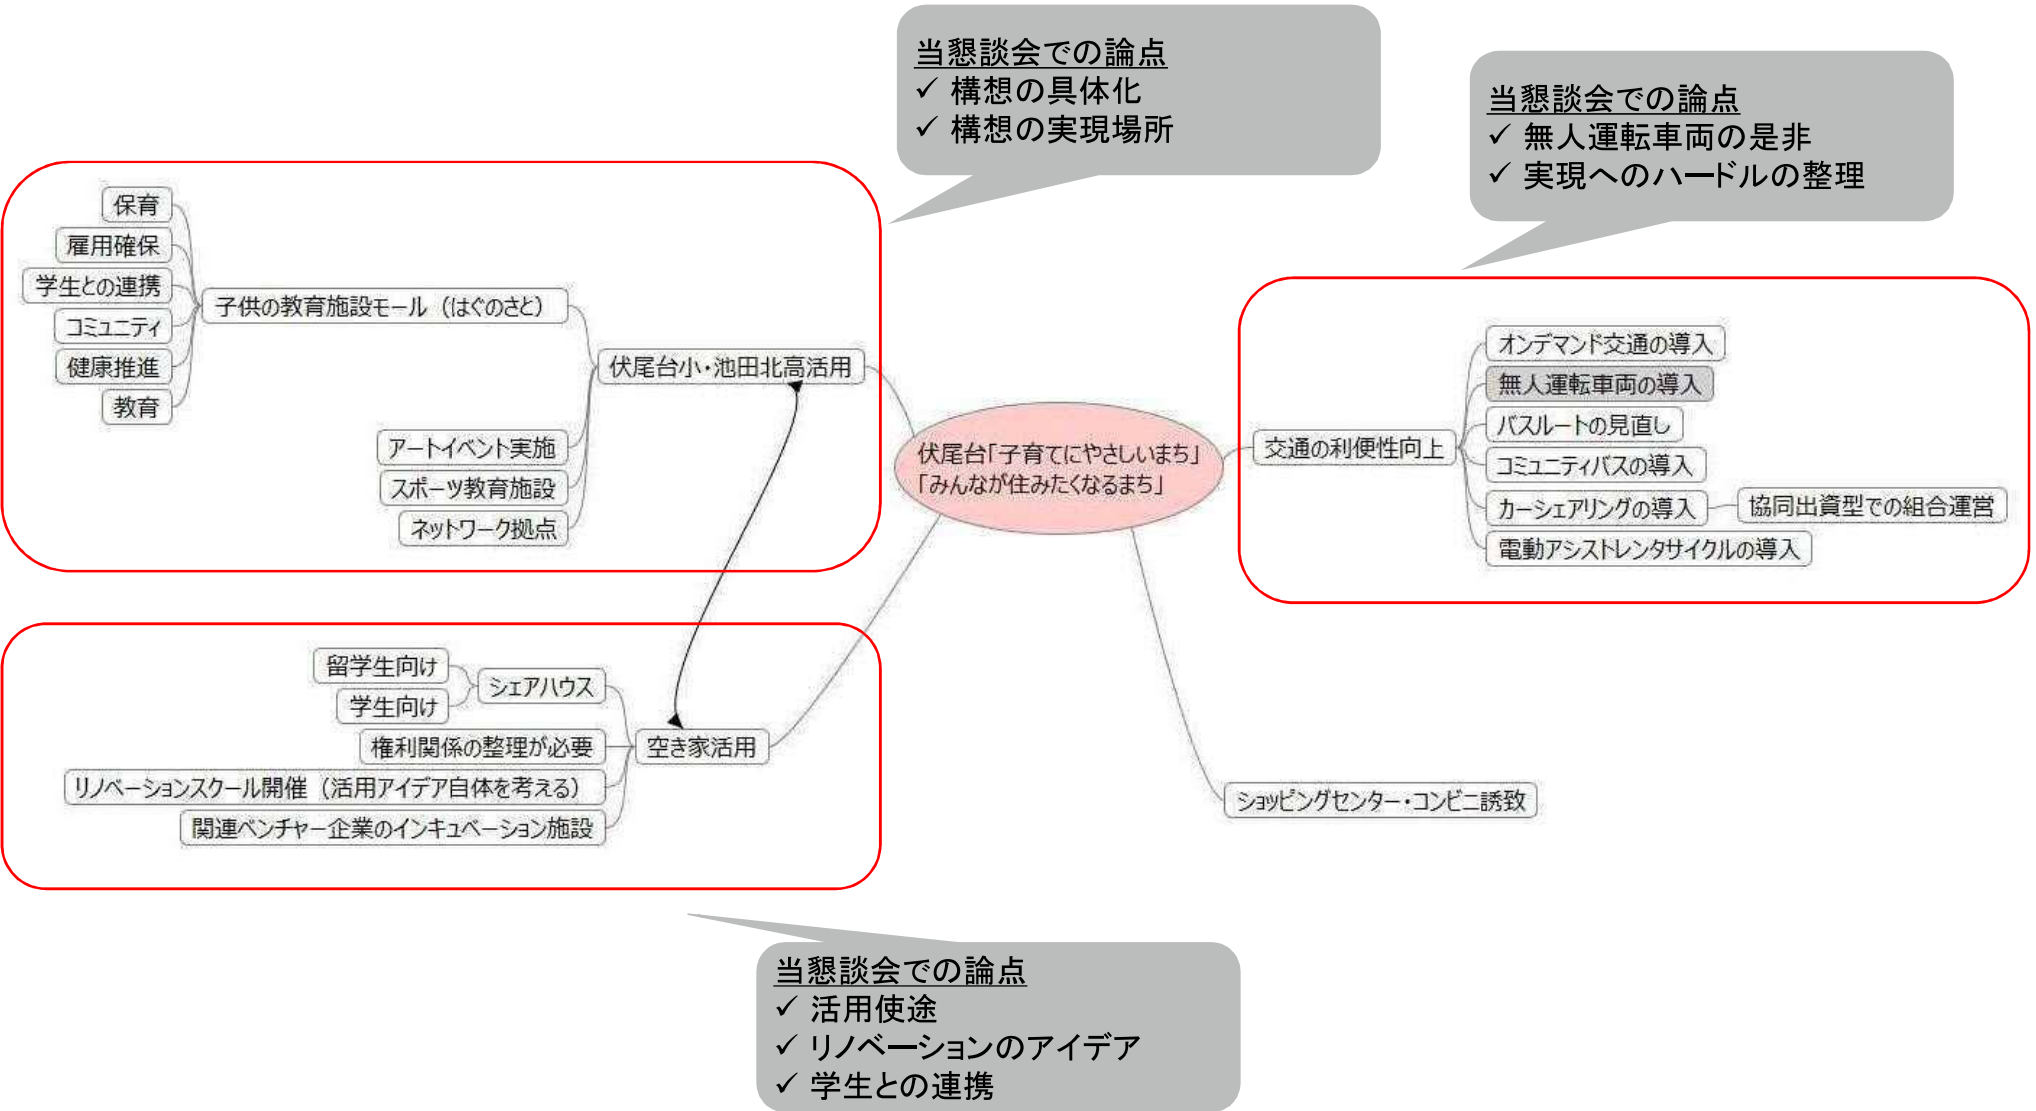 当懇談会での論点
✓ 構想の具体化
✓ 構想の実現場所
当懇談会での論点
✓ 無人運転車両の是非
✓ 実現へのハードルの整理
保育
雇用確保
学生との連携
コミュニティ
健康推進
教育
子供の教育施設モール（はぐのさと）
アートイベント実施
スポーツ教育施設
ネットワーク拠点
伏尾台小・池田北高活用
伏尾台「子育てにやさしいまち」
「みんなが住みたくなるまち」
交通の利便性向上
オンデマンド交通の導入
無人運転車両の導入
バスルートの見直し
コミュニティバスの導入
カーシェアリングの導入
協同出資型での組合運営
電動アシストレンタサイクルの導入
留学生向け
学生向け
シェアハウス
権利関係の整理が必要
リノベーションスクール開催（活用アイデア自体を考える）
関連ベンチャー企業のインキュベーション施設
空き家活用
ショッピングセンター・コンビニ誘致
当懇談会での論点
✓ 活用使途
✓ リノベーションのアイデア
✓ 学生との連携